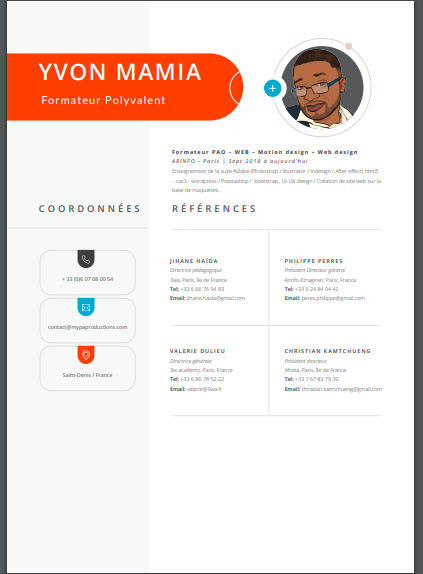 YVON MAMIA
Formateur Polyvalent
Formateur PAO – WEB – Motion design – Web design
ARINFO - Paris | Sept 2018 à aujourd'hui
Enseignement de la suite Adobe (Photoshop / illustrator / Indesign / After effect) html5
- css3 - wordpress / Prestashop / bootstrap, UI- UX design / Création de site web sur la
base de maquettes..
COORDONNÉES
RÉFÉRENCES
+ 33 (0)6 07 08 00 54
contact@mypaproductions.com
Saint-Denis / France
JIHANE HAÏDA
Directrice pédagogique
3wa, Paris, Île de France
Tel: +33 6 66 76 94 83
Email: jihane.haida@gmail.com
PHILIPPE PERRES
Président Directeur général
Arinfo-Emagmer, Paris, France
Tel: +33 6 24 84 04 42
Email: peres.philippe@gmail.com
VALERIE DULIEU
Directrice générale
3w academy, Paris, France
Tel: +33 6 86 78 52 22
Email: valerie@3wa.fr
CHRISTIAN KAMTCHUENG
Président directeur
Afrista, Paris, Île de France
Tel: +33 7 67 83 79 39
Email: christian.kamtchueng@gmail.com